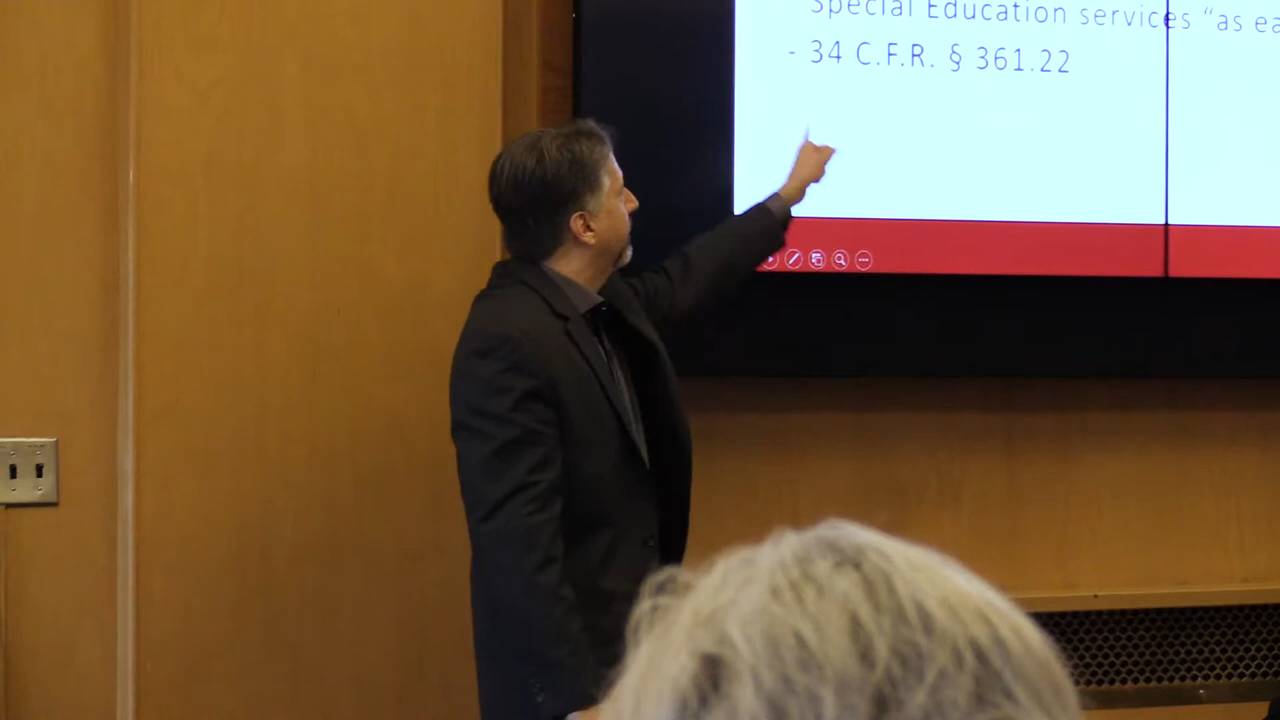 Special Education services “as ea
- 34 C.F.R. § 361.22